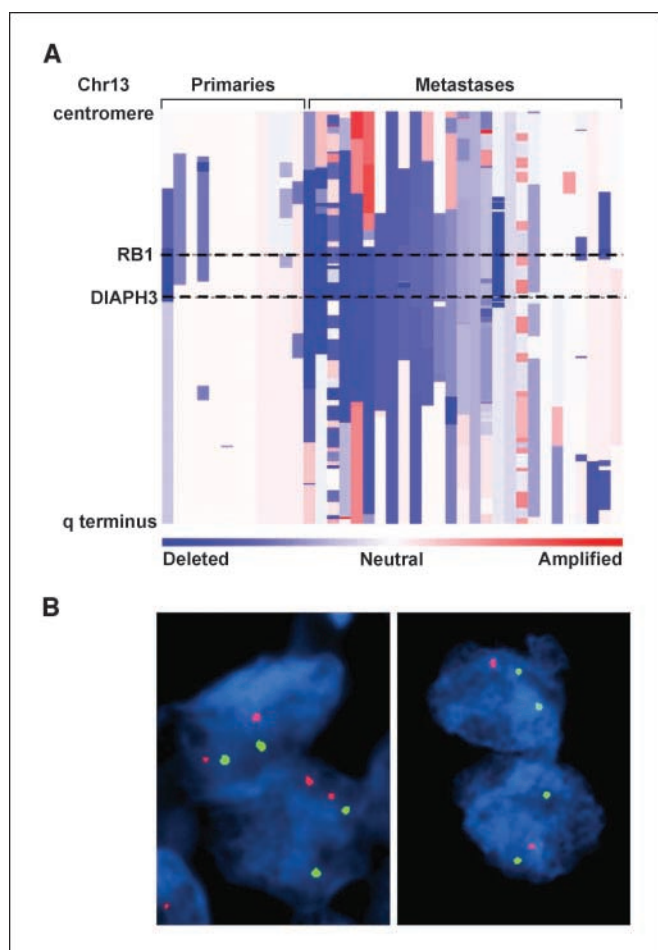 A
Chr13
centromere
Primaries
Metastases
RB1
DIAPH3
q terminus
Deleted
Neutral
Amplified
B